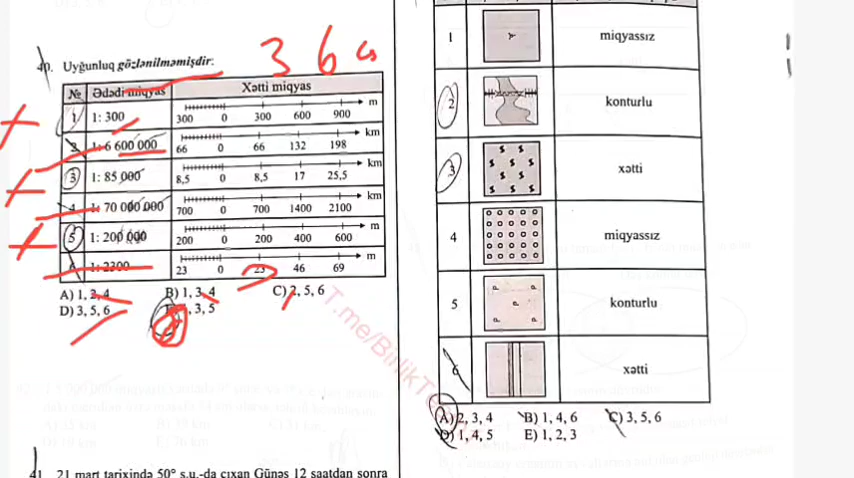 3 6 
40. Uyğunluq gözlənilməmişdir:
№ Ədədi miqyas Xətti miqyas
1 1: 300 300 0 300 600 900 m
2 1: 6 600 000 66 0 66 132 198 km
3 1: 85 000 8,5 0 8,5 17 25,5 km
4 1: 70 000 000 700 0 700 1400 2100 km
5 1: 200 000 200 0 200 400 600 m
6 1: 2300 23 0 23 46 69 m
A) 1, 2, 4 B) 1, 3, 4 C) 2, 5, 6
D) 3, 5, 6 , 3, 5
41. 21 mart tarixində 50° ş.u.-da çıxan Günəş 12 saatdan sonra
1 miqyassız
2 konturlu
3 xətti
4 miqyassız
5 konturlu
6 xətti
A) 2, 3, 4 B) 1, 4, 6 C) 3, 5, 6
D) 1, 4, 5 E) 1, 2, 3